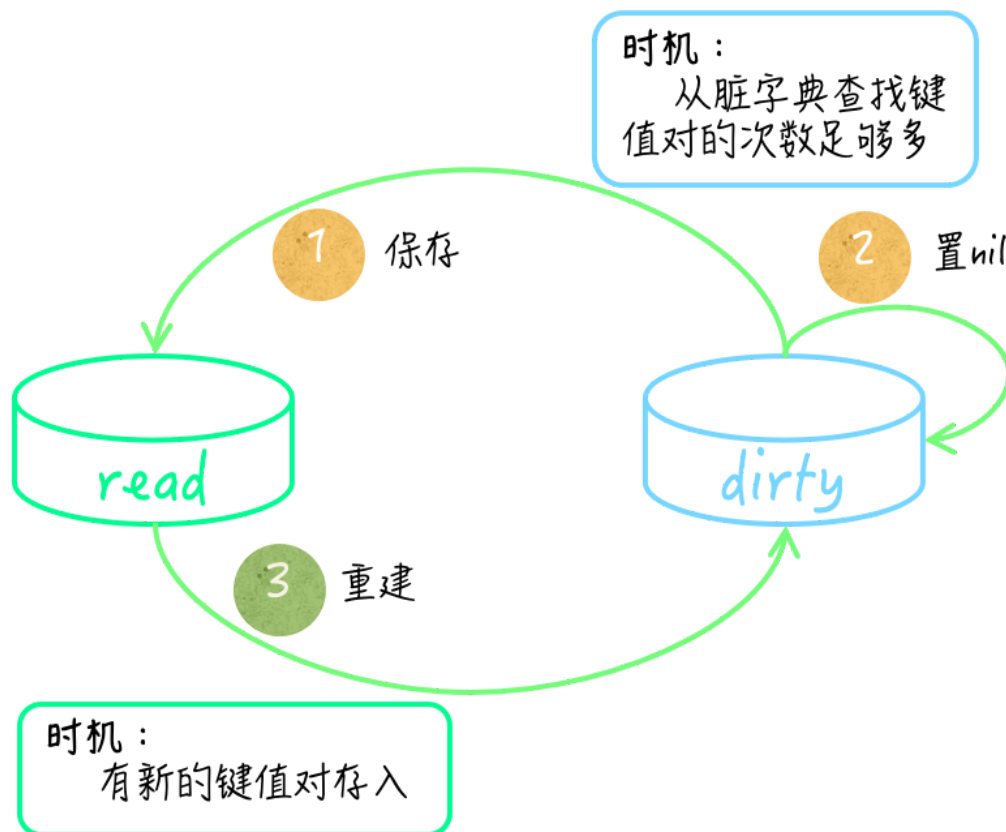 时机：
从脏字典查找键
值对的次数足够多
1
保存
2
置nil
read
dirty
3
重建
时机：
有新的键值对存入